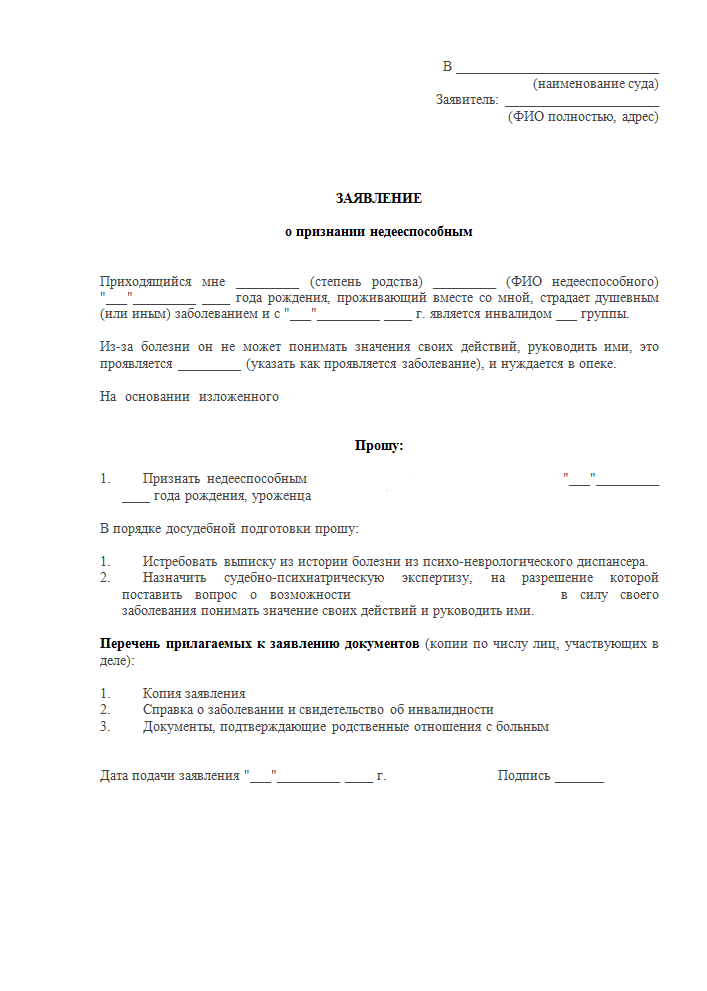 В _____________________________
(наименование суда)
Заявитель: ______________________
(ФИО полностью, адрес)
ЗАЯВЛЕНИЕ
о признании недееспособным
Приходящийся мне _________ (степень родства) _________ (ФИО недееспособного)
"___"_________ ____ года рождения, проживающий вместе со мной, страдает душевным
(или иным) заболеванием и с "___"_________ ____ г. является инвалидом ___ группы.
Из-за болезни он не может понимать значения своих действий, руководить ими, это
проявляется _________ (указать как проявляется заболевание), и нуждается в опеке.
На основании изложенного
Прошу:
1. Признать недееспособным "___"_________
____ года рождения, уроженца
В порядке досудебной подготовки прошу:
1. Истребовать выписку из истории болезни из психо-неврологического диспансера.
2. Назначить судебно-психиатрическую экспертизу, на разрешение которой
поставить вопрос о возможности в силу своего
заболевания понимать значение своих действий и руководить ими.
Перечень прилагаемых к заявлению документов (копии по числу лиц, участвующих в
деле):
1. Копия заявления
2. Справка о заболевании и свидетельство об инвалидности
3. Документы, подтверждающие родственные отношения с больным
Дата подачи заявления "___"_________ ____ г. Подпись _______